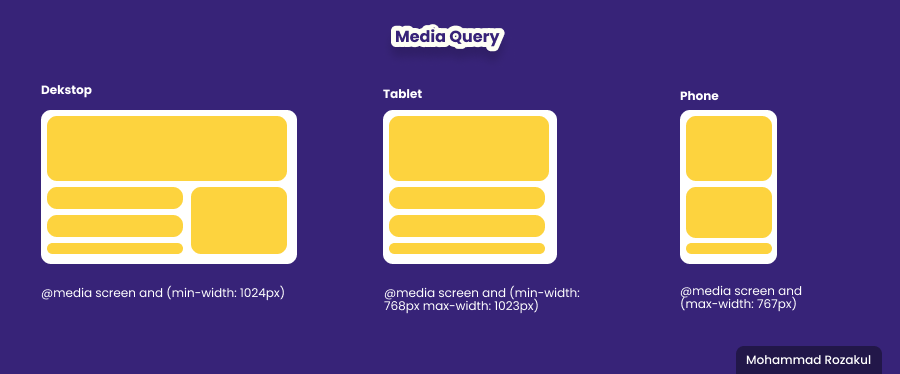 Media Query
Dekstop
Tablet
Phone
@media screen and (min-width: 1024px)
@media screen and (min-width:
768px max-width: 1023px)
@media screen and
(max-width: 767px)
Mohammad Rozakul